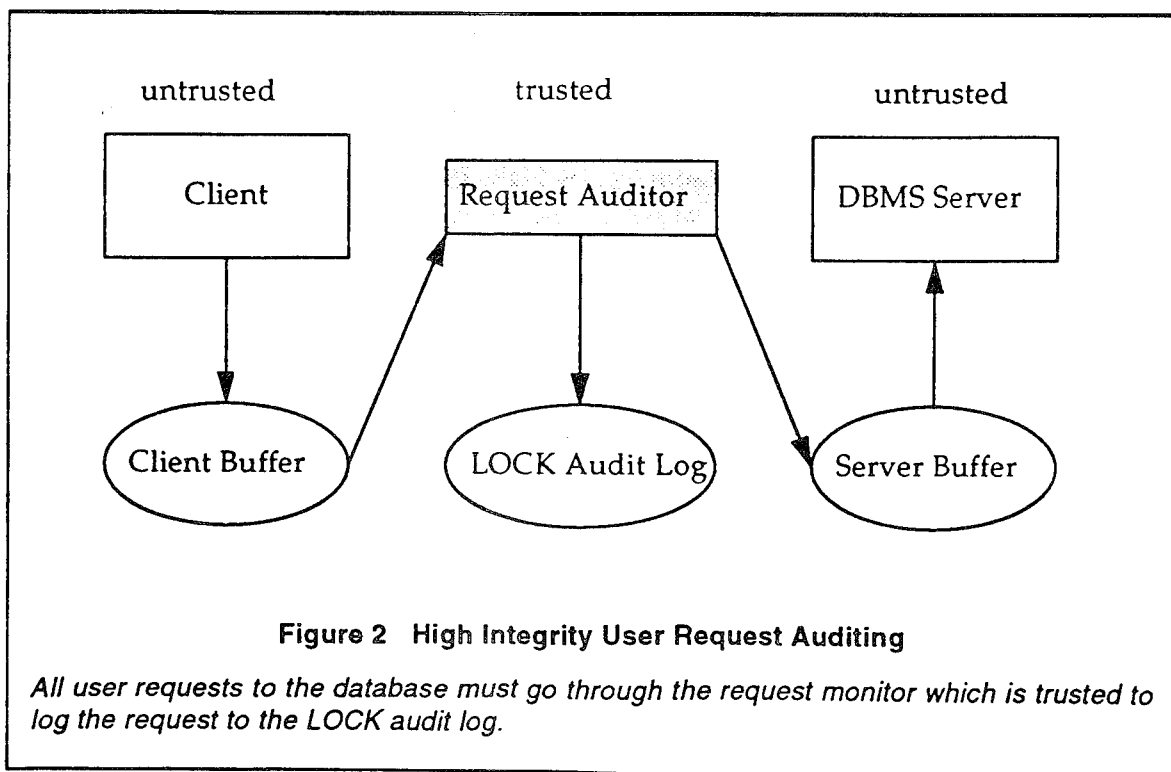 untrusted
trusted
untrusted
Client
Request Auditor
DBMS Server
Client Buffer
LOCK Audit Log
Server Buffer
Figure 2 High Integrity User Request Auditing
All user requests to the database must go through the request monitor which is trusted to
log the request to the LOCK audit log.